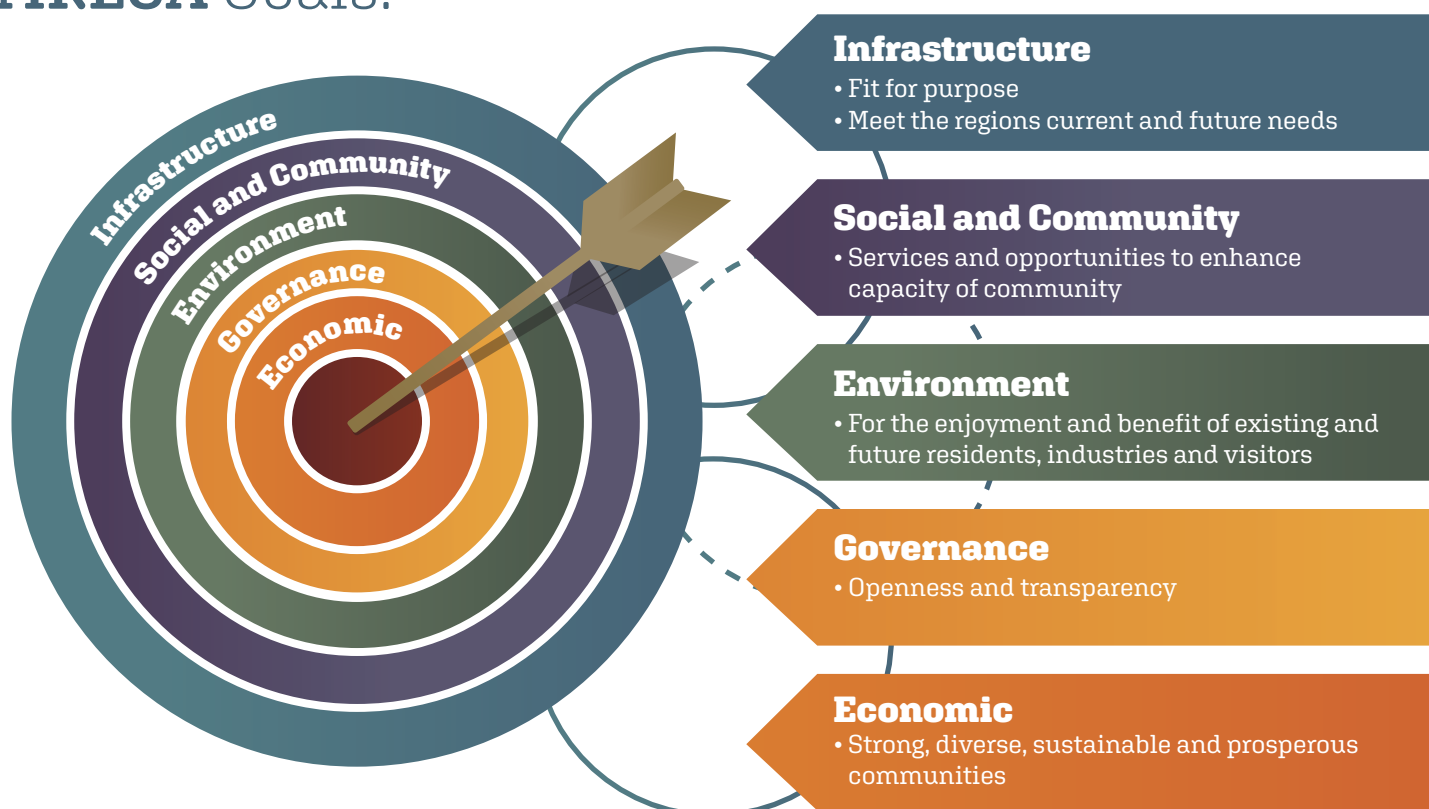 Goals:
Infrastructure
Social and Community
Environment
Governance
Economic
Infrastructure
• Fit for purpose
• Meet the regions current and future needs
Social and Community
• Services and opportunities to enhance
capacity of community
Environment
• For the enjoyment and benefit of existing and
future residents, industries and visitors
Governance
• Openness and transparency
Economic
• Strong, diverse, sustainable and prosperous
communities